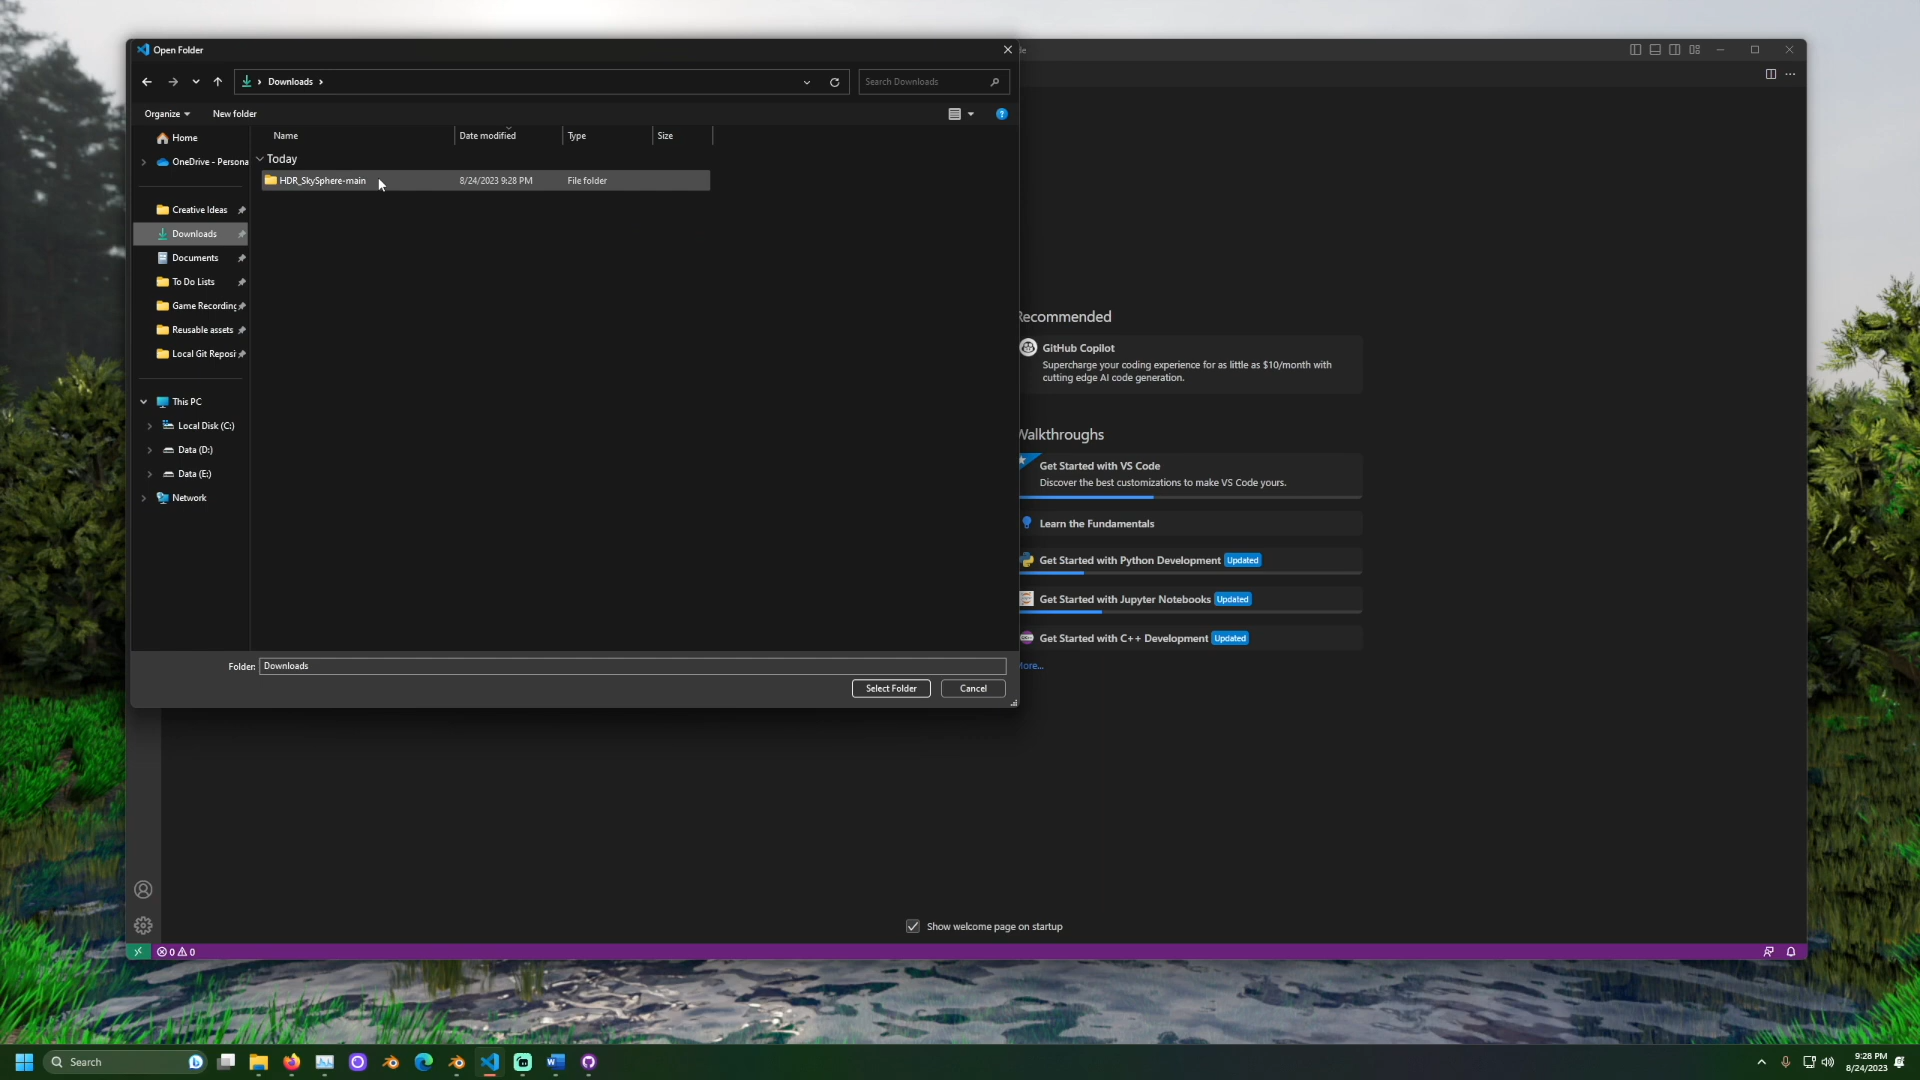 Open Folder
de
Downloads
Search Downloads
Organize
New folder
Name
Date modified
Type
Size
Home
OneDrive - Persona
Today
HDR_SkySphere-main
8/24/2023 9:28 PM
File folder
Creative Ideas
Downloads
Documents
To Do Lists
Game Recording
Reusable assets
Local Git Reposi
This PC
Local Disk (C:)
Data (D:)
Data (E:)
Network
Folder:
Downloads
Select Folder
Cancel
Recommended
GitHub Copilot
Supercharge your coding experience for as little as $10/month with
cutting edge AI code generation.
Walkthroughs
Get Started with VS Code
Discover the best customizations to make VS Code yours.
Learn the Fundamentals
Get Started with Python Development Updated
Get Started with Jupyter Notebooks Updated
Get Started with C++ Development Updated
More...
Show welcome page on startup
0 0
Search
9:28 PM
8/24/2023